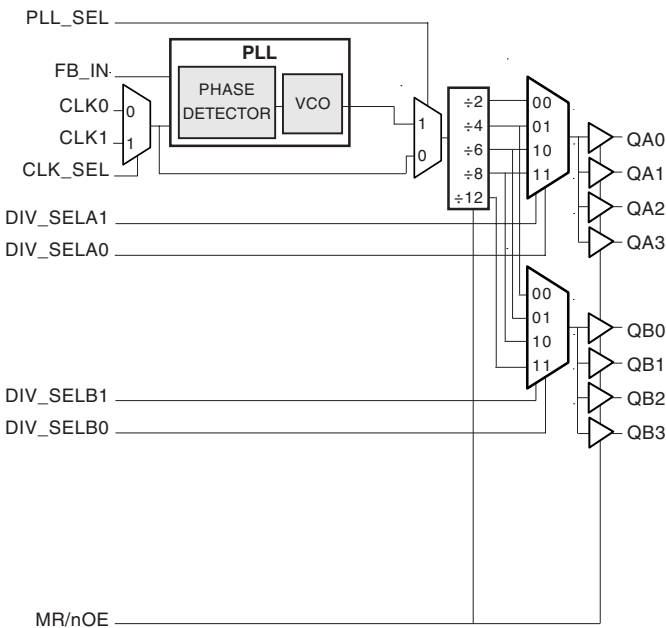 PLL_SEL
PLL
FB_IN
PHASE
DETECTOR
VCO
CLK0
0
CLK1
1
CLK_SEL
1
0
÷2
÷4
÷6
÷8
÷12
00
01
10
11
QA0
QA1
QA2
QA3
DIV_SELA1
DIV_SELA0
00
01
10
11
QB0
QB1
QB2
QB3
DIV_SELB1
DIV_SELB0
MR/nOE